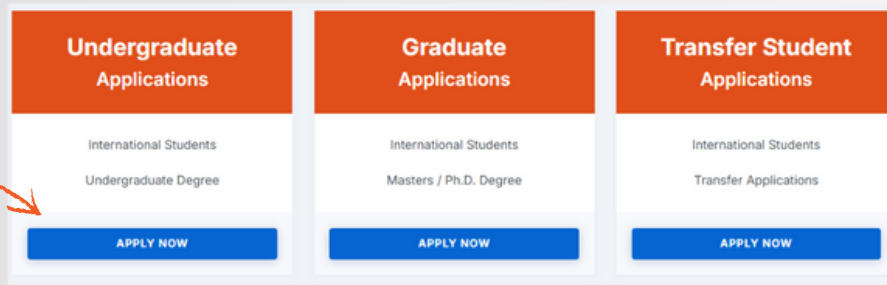 Undergraduate
Applications
International Students
Undergraduate Degree
APPLY NOW
Graduate
Applications
International Students
Masters / Ph.D. Degree
APPLY NOW
Transfer Student
Applications
International Students
Transfer Applications
APPLY NOW